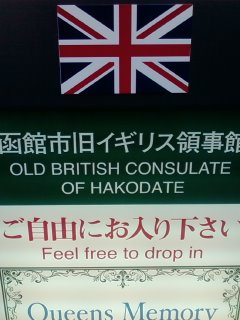 函館市旧イギリス領事館
OLD BRITISH CONSULATE
OF HAKODATE
ご自由にお入り下さい
Feel free to drop in
Queens Memory